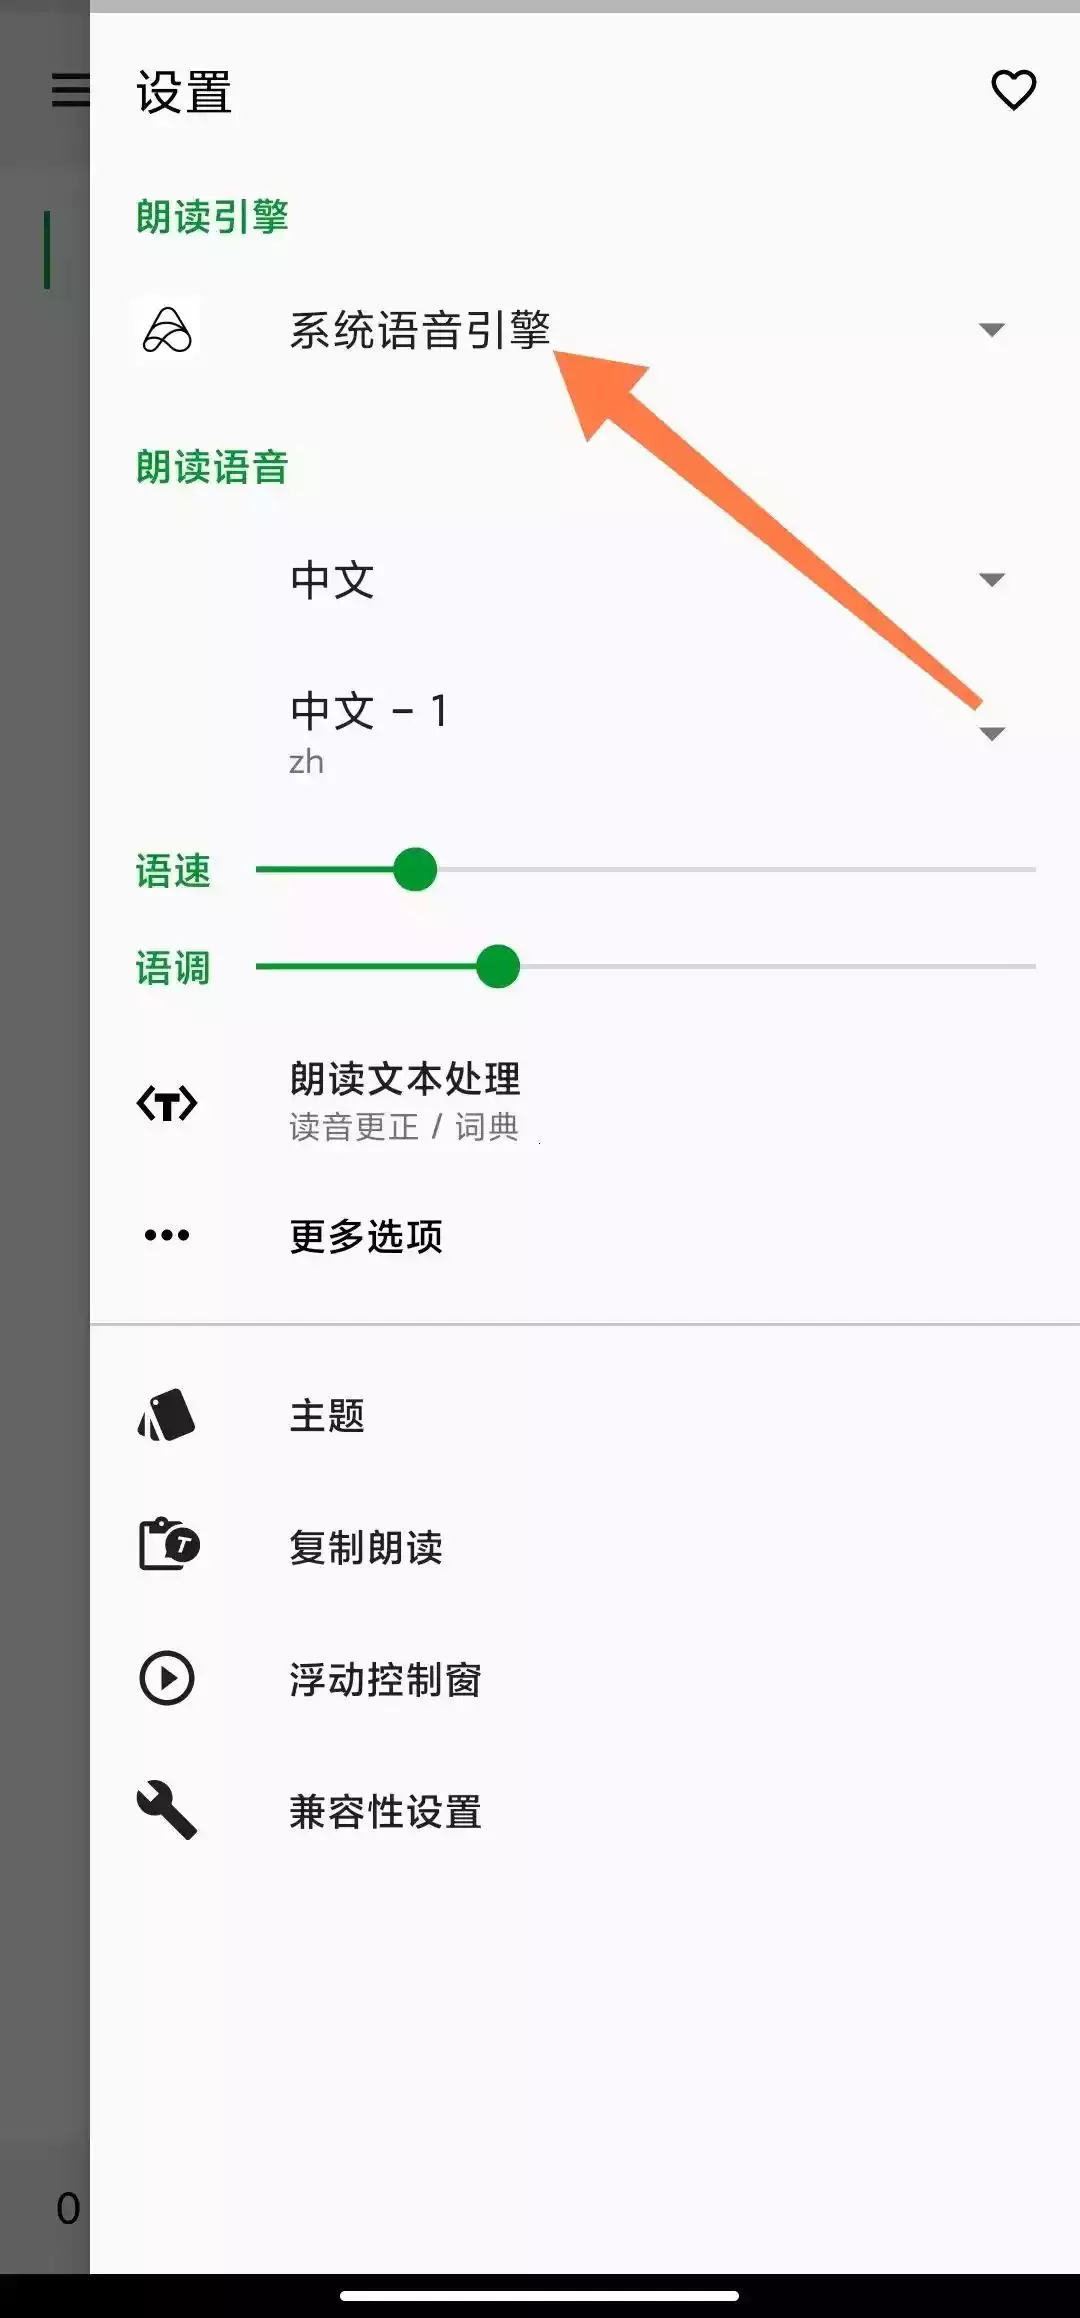 设置
朗读引擎
系统语音引擎
朗读语音
中文
中文 - 1
zh
语速
语调
朗读文本处理
读音更正 / 词典
更多选项
主题
T
复制朗读
浮动控制窗
兼容性设置
0